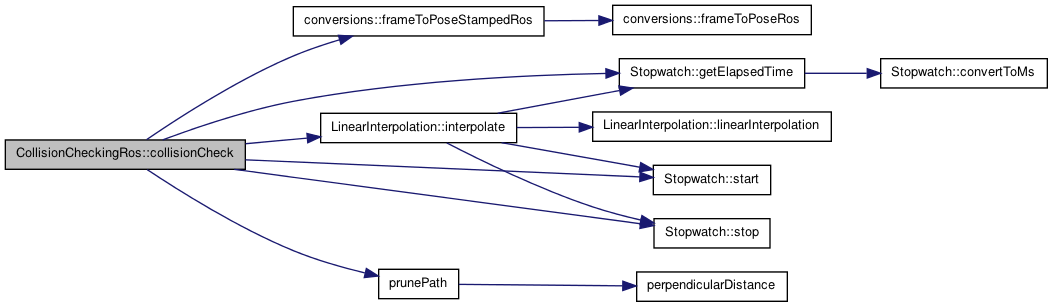 conversions::frameToPoseStampedRos
conversions::frameToPoseRos
Stopwatch::getElapsedTime
Stopwatch::convertToMs
LinearInterpolation::interpolate
LinearInterpolation::linearInterpolation
CollisionCheckingRos::collisionCheck
Stopwatch::start
Stopwatch::stop
prunePath
perpendicularDistance